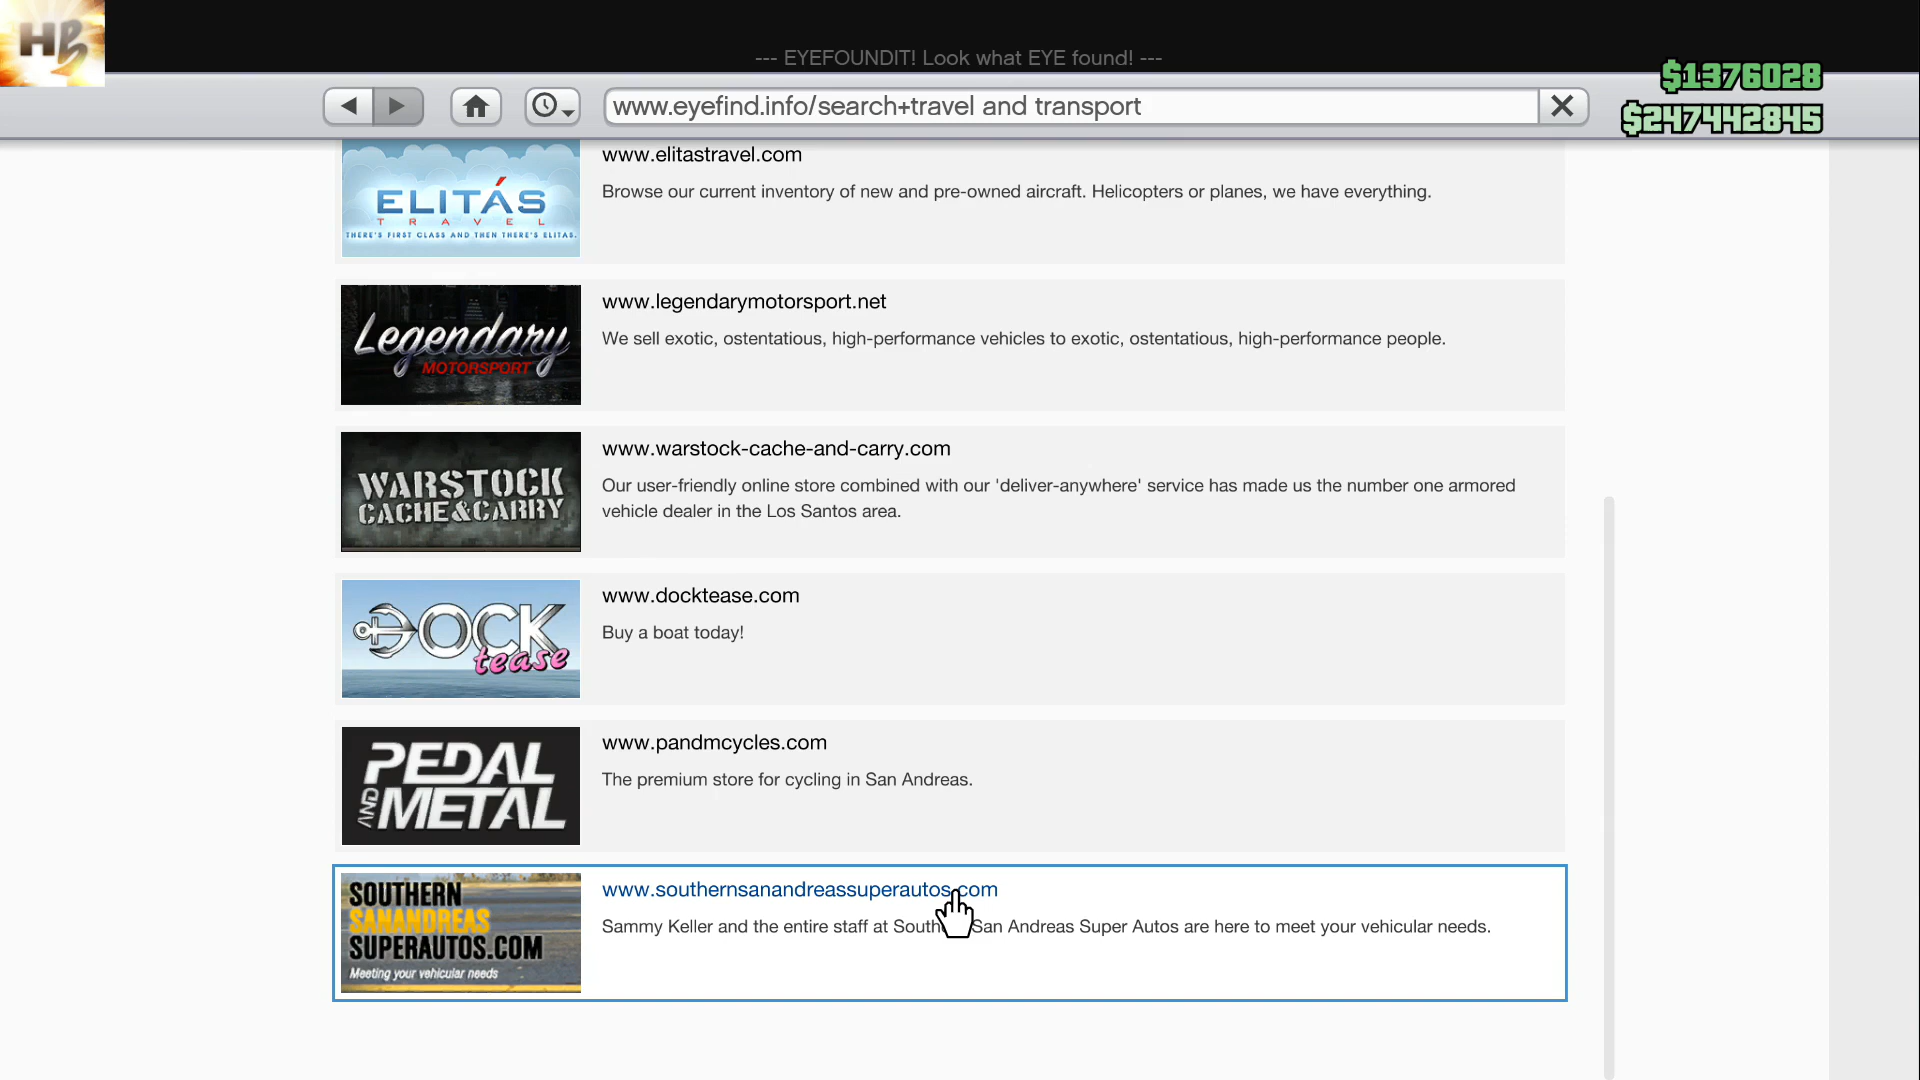 HB
--- EYEFOUNDIT! Look what EYE found! ---
www.eyefind.info/search+travel and transport
$1376028
$247442845
www.elitastravel.com
Browse our current inventory of new and pre-owned aircraft. Helicopters or planes, we have everything.
ELITÁS
TRAVEL
THERE'S FIRST CLASS AND THEN THERE'S ELITAS.
www.legendarymotorsport.net
We sell exotic, ostentatious, high-performance vehicles to exotic, ostentatious, high-performance people.
Legendary
MOTORSPORT
www.warstock-cache-and-carry.com
Our user-friendly online store combined with our 'deliver-anywhere' service has made us the number one armored
vehicle dealer in the Los Santos area.
WARSTOCK
CACHE&CARRY
www.docktease.com
Buy a boat today!
DOCK
tease
www.pandmcycles.com
The premium store for cycling in San Andreas.
PEDAL
AND METAL
www.southernsanandreassuperautos.com
Sammy Keller and the entire staff at South San Andreas Super Autos are here to meet your vehicular needs.
SOUTHERN
SANANDREAS
SUPERAUTOS.COM
Meeting your vehicular needs